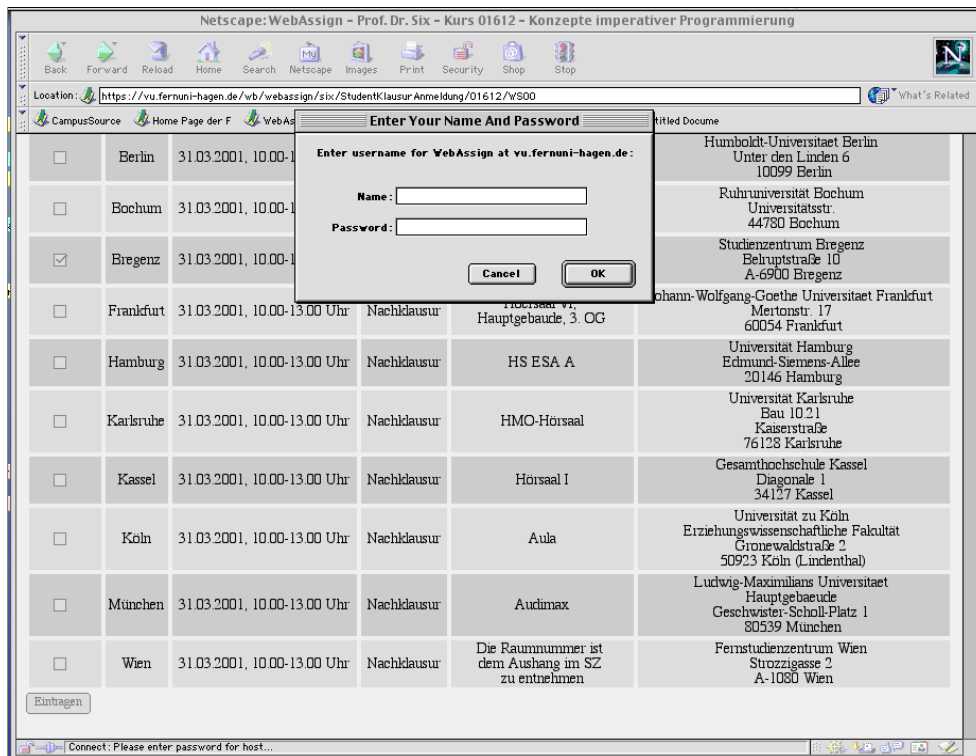 Netscape: WebAssign - Prof. Dr. Six - Kurs 01612 - Konzepte imperativer Programmierung
Back Forward Reload Home Search Netscape Images Print Security Shop Stop
My
N
Location: https://vu.fernuni-hagen.de/wb/webassign/six/StudentKlausurAnmeldung/01612/WS00 What's Related
CampusSource Home Page der F WebAs titled Docume
Enter Your Name And Password
Enter username for WebAssign at vu.fernuni-hagen.de:
Name:
Password:
Cancel OK
Berlin 31.03.2001, 10.00-1
Humboldt-Universitaet Berlin
Unter den Linden 6
10099 Berlin
Bochum 31.03.2001, 10.00-1
Ruhruniversität Bochum
Universitätsstr.
44780 Bochum
Bregenz 31.03.2001, 10.00-1
Studienzentrum Bregenz
Belruptstraße 10
A-6900 Bregenz
Frankfurt 31.03.2001, 10.00-13.00 Uhr Nachklausur
Hauptgebaude, 3. OG
ohann-Wolfgang-Goethe Universitaet Frankfurt
Mertonstr. 17
60054 Frankfurt
Hamburg 31.03.2001, 10.00-13.00 Uhr Nachklausur HS ESA A
Universität Hamburg
Edmund-Siemens-Allee
20146 Hamburg
Karlsruhe 31.03.2001, 10.00-13.00 Uhr Nachklausur HMO-Hörsaal
Universität Karlsruhe
Bau 10.21
Kaiserstraße
76128 Karlsruhe
Kassel 31.03.2001, 10.00-13.00 Uhr Nachklausur Hörsaal I
Gesamthochschule Kassel
Diagonale 1
34127 Kassel
Köln 31.03.2001, 10.00-13.00 Uhr Nachklausur Aula
Universität zu Köln
Erziehungswissenschaftliche Fakultät
Gronewaldstraße 2
50923 Köln (Lindenthal)
München 31.03.2001, 10.00-13.00 Uhr Nachklausur Audimax
Ludwig-Maximilians Universitaet
Hauptgebaeude
Geschwister-Scholl-Platz 1
80539 München
Wien 31.03.2001, 10.00-13.00 Uhr Nachklausur
Die Raumnummer ist
dem Aushang im SZ
zu entnehmen
Fernstudienzentrum Wien
Strozzigasse 2
A-1080 Wien
Eintragen
Connect: Please enter password for host...